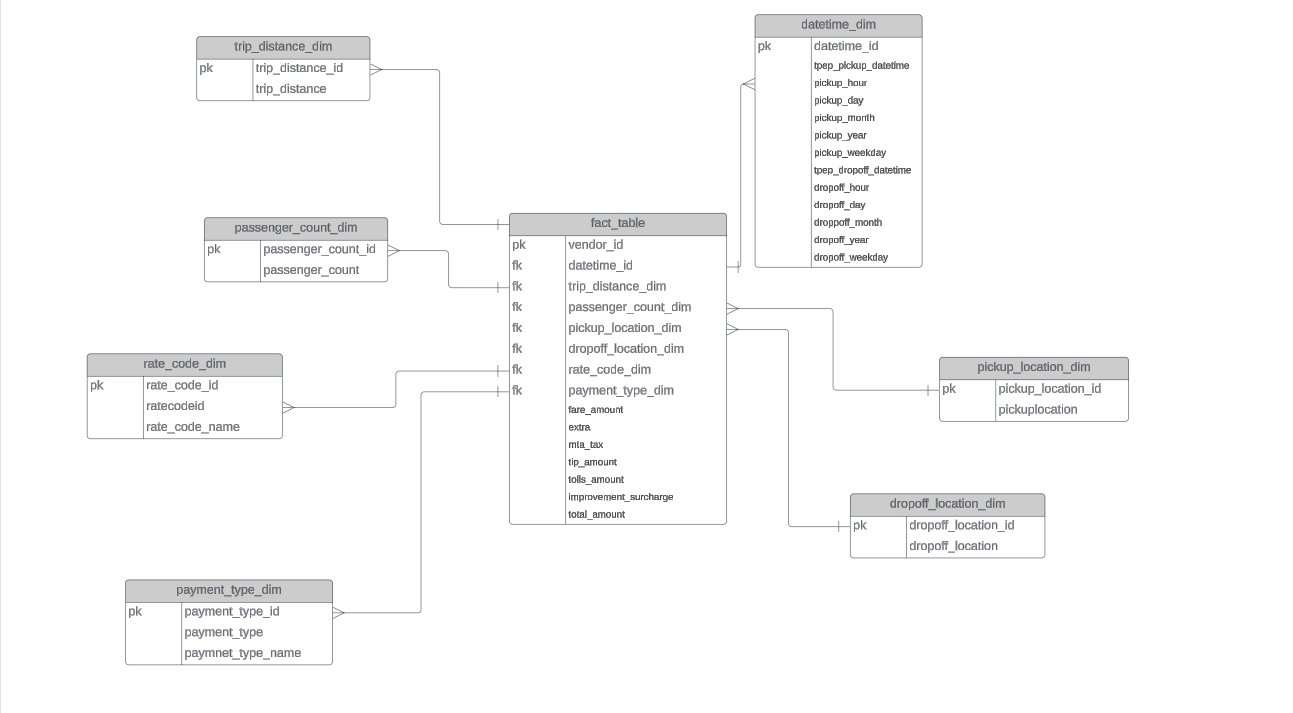 trip_distance_dim
pk trip_distance_id
trip_distance
datetime_dim
pk datetime_id
tpep_pickup_datetime
pickup_hour
pickup_day
pickup_month
pickup_year
pickup_weekday
tpep_dropoff_datetime
dropoff_hour
dropoff_day
droppoff_month
dropoff_year
dropoff_weekday
passenger_count_dim
pk passenger_count_id
passenger_count
fact_table
pk vendor_id
fk datetime_id
fk trip_distance_dim
fk passenger_count_dim
fk pickup_location_dim
fk dropoff_location_dim
fk rate_code_dim
fk payment_type_dim
fare_amount
extra
mta_tax
tip_amount
tolls_amount
improvement_surcharge
total_amount
rate_code_dim
pk rate_code_id
ratecodeid
rate_code_name
pickup_location_dim
pk pickup_location_id
pickuplocation
dropoff_location_dim
pk dropoff_location_id
dropoff_location
payment_type_dim
pk payment_type_id
payment_type
paymnet_type_name